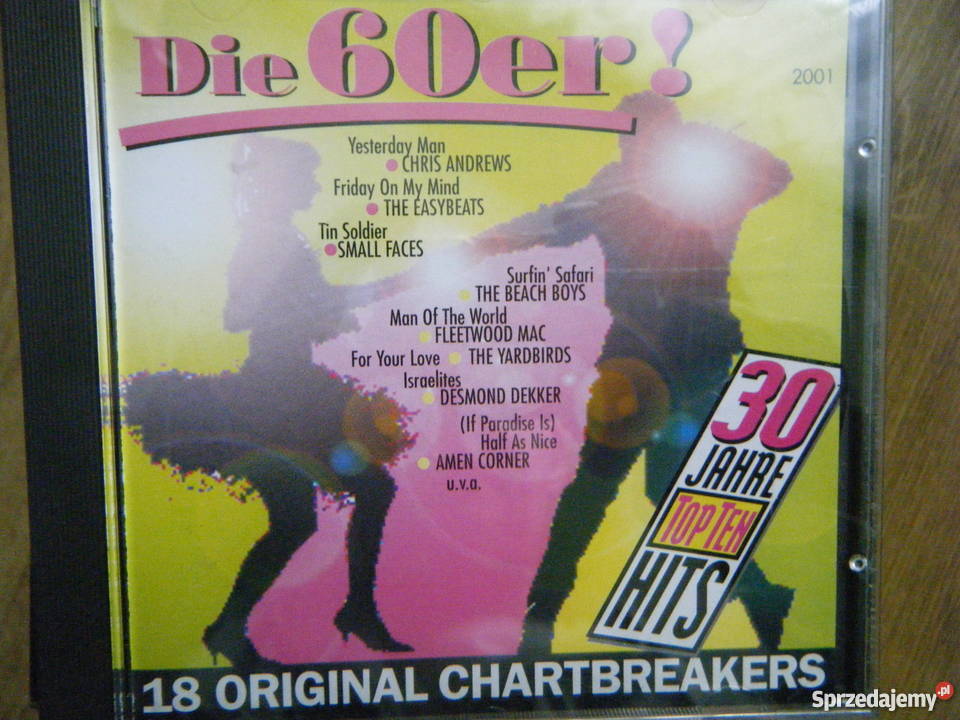 Die 60er!
2001
Yesterday Man
CHRIS ANDREWS
Friday On My Mind
THE EASYBEATS
Tin Soldier
SMALL FACES
Surfin' Safari
THE BEACH BOYS
Man Of The World
FLEETWOOD MAC
For Your Love THE YARDBIRDS
Israelites
DESMOND DEKKER
(If Paradise Is)
Half As Nice
AMEN CORNER
u.v.a.
30
JAHRE
TOP TEN
HITS
18 ORIGINAL CHARTBREAKERS
Sprzedajemy.pl